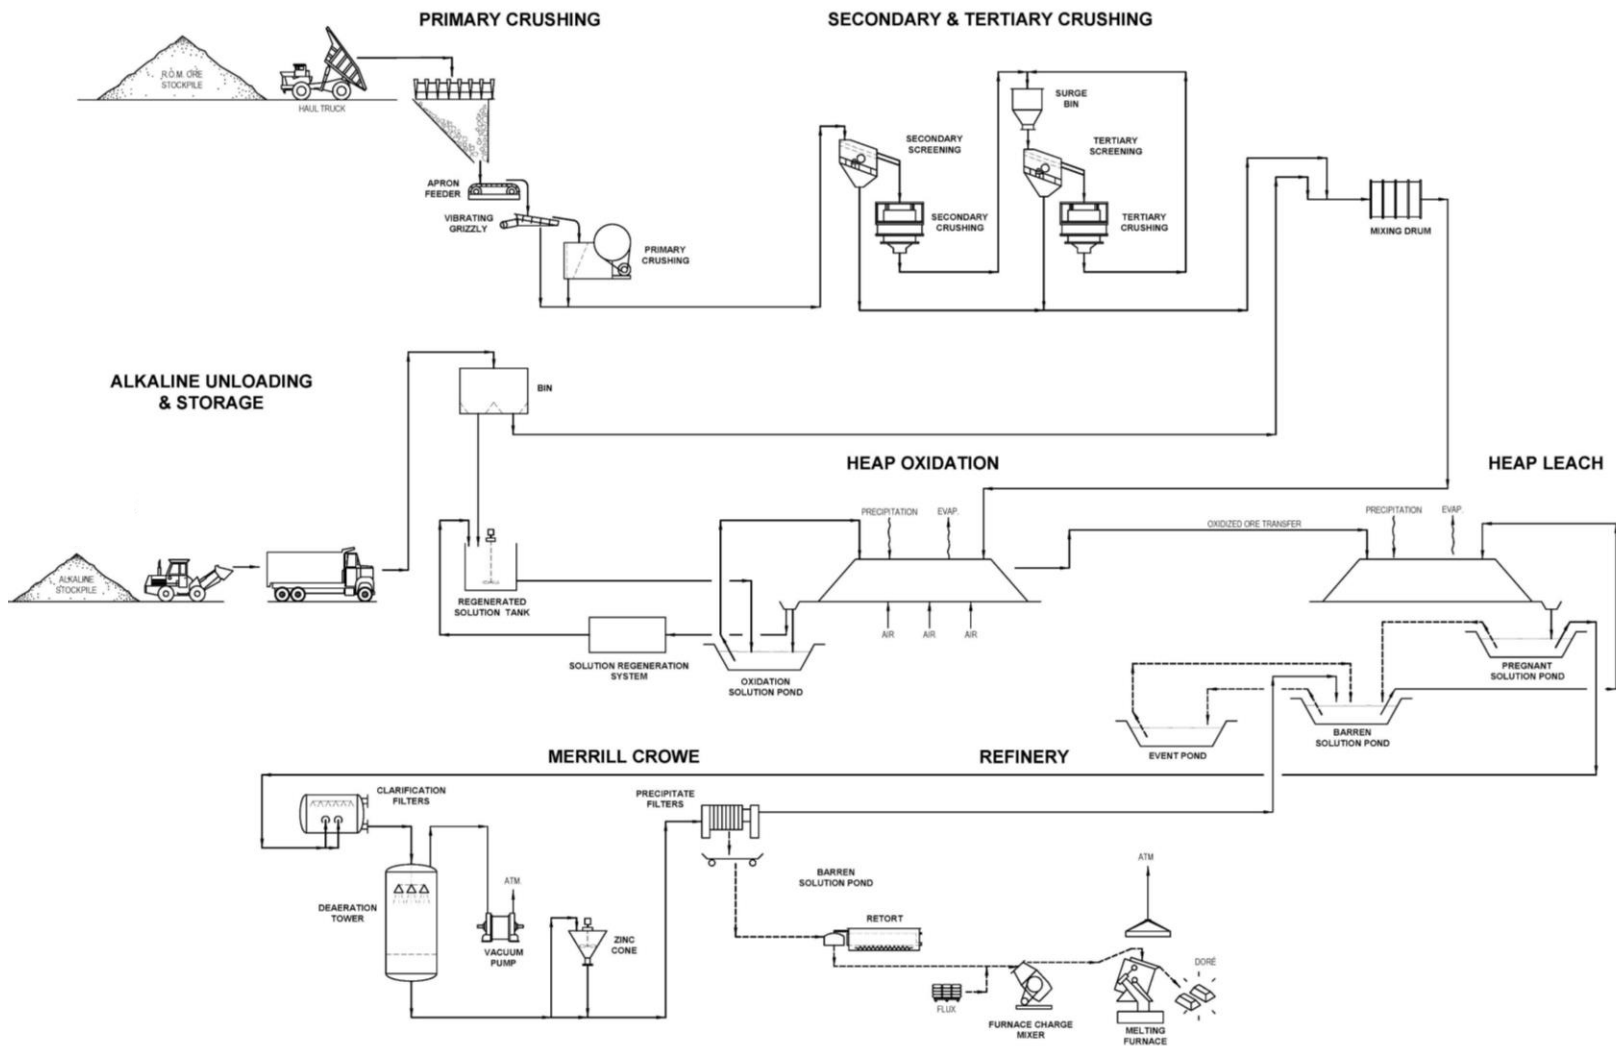 PRIMARY CRUSHING
SECONDARY & TERTIARY CRUSHING
R.O.M. ORE
STOCKPILE
HAUL TRUCK
APRON
FEEDER
VIBRATING
GRIZZLY
PRIMARY
CRUSHING
SECONDARY
SCREENING
SECONDARY
CRUSHING
SURGE
BIN
TERTIARY
SCREENING
TERTIARY
CRUSHING
MIXING DRUM
ALKALINE UNLOADING
& STORAGE
BIN
ALKALINE
STOCKPILE
REGENERATED
SOLUTION TANK
SOLUTION REGENERATION
SYSTEM
OXIDATION
SOLUTION POND
HEAP OXIDATION
PRECIPITATION
EVAP.
AIR
AIR
AIR
OXIDIZED ORE TRANSFER
HEAP LEACH
PRECIPITATION
EVAP.
PREGNANT
SOLUTION POND
BARREN
SOLUTION POND
EVENT POND
MERRILL CROWE
REFINERY
CLARIFICATION
FILTERS
PRECIPITATE
FILTERS
DEAERATION
TOWER
ATM.
VACUUM
PUMP
ZINC
CONE
BARREN
SOLUTION POND
RETORT
FLUX
FURNACE CHARGE
MIXER
ATM
MELTING
FURNACE
DORÉ